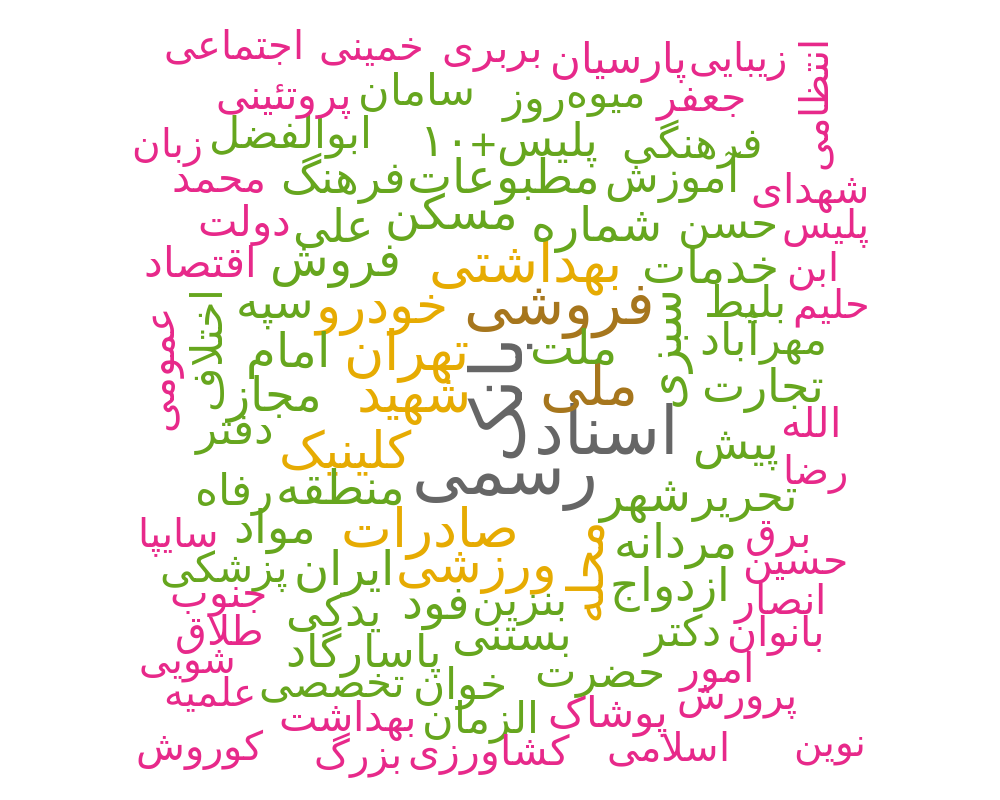 انتظامی
زیبایی پارسیان بربری خمینی اجتماعی
جعفر میوه روز سامان پروتئینی
فرهنگی پلیس+۱۰ ابوالفضل زبان
شهدای آموزش مطبوعات فرهنگ محمد
پلیس حسن شماره مسکن علی دولت
ابن خدمات بهداشتی فروش اقتصاد
حلیم بلیط سبزی فروشی خودرو سپه اختلاف عمومی
مهرآباد ملت بانک تهران امام
تجارت ملی شهید مجاز
الله پیش اسناد کلینیک دفتر
رضا رسمی
تحریر شهر منطقه رفاه
برق مردانه محله صادرات مواد سایپا
حسین ازدواج ورزشی ایران پزشکی
انصار بنزین فود یدکی جنوب
بانوان دکتر بستنی پاسارگاد طلاق
امور حضرت خوان تخصصی شویی
پرورش پوشاک الزمان بهداشت علمیه
نوین اسلامی کشاورزی بزرگ کوروش